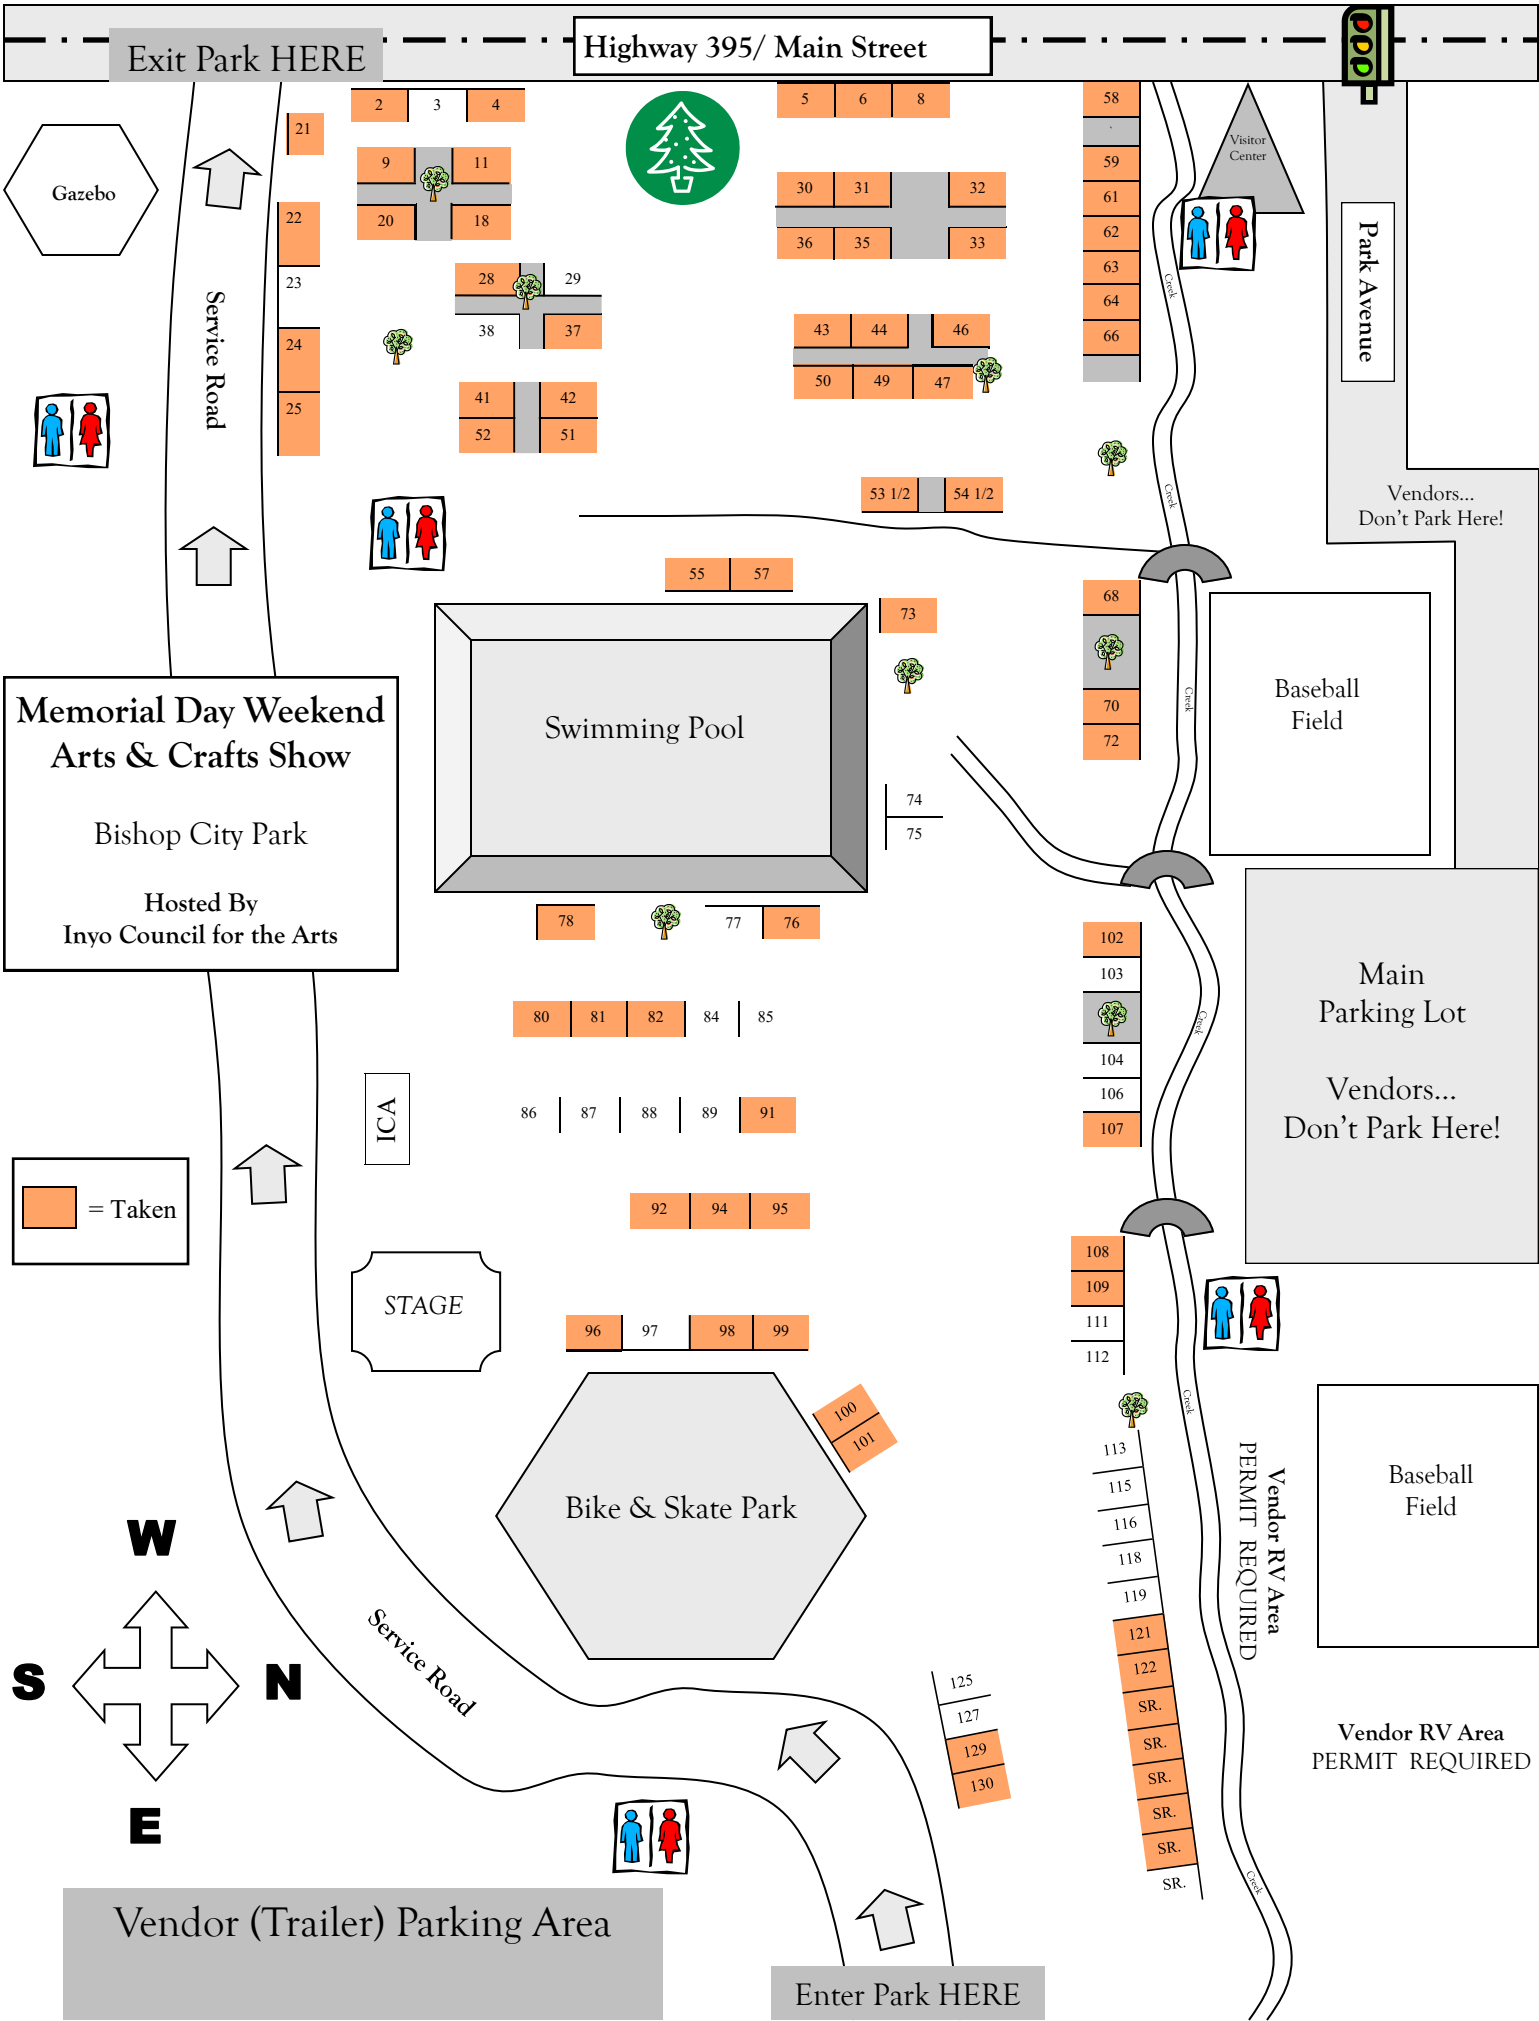 Highway 395/ Main Street
Exit Park HERE
2 3 4
5 6 8
58
`
21
Gazebo
9 11
20 18
30 31 32
36 35 33
59
61
62
63
64
66
Visitor
Center
Park Avenue
22
23
24
25
Service Road
28 29
38 37
43 44 46
50 49 47
41 42
52 51
Creek
Creek
53 1/2 54 1/2
Vendors...
Don't Park Here!
55 57
73
68
70
72
Creek
Baseball
Field
Memorial Day Weekend
Arts & Crafts Show
Bishop City Park
Hosted By
Inyo Council for the Arts
Swimming Pool
74
75
78 77 76
102
103
104
106
107
Creek
Main
Parking Lot
Vendors...
Don't Park Here!
80 81 82 84 85
ICA
86 87 88 89 91
= Taken
92 94 95
STAGE
96 97 98 99
108
109
111
112
Creek
100
101
Bike & Skate Park
113
115
116
118
119
121
122
SR.
SR.
SR.
SR.
SR.
SR.
Vendor RV Area
PERMIT REQUIRED
Baseball
Field
W
S N
E
Service Road
125
127
129
130
Vendor RV Area
PERMIT REQUIRED
Creek
Vendor (Trailer) Parking Area
Enter Park HERE